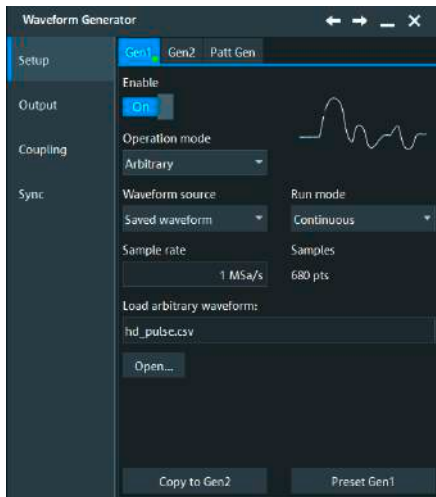 Waveform Generator
Setup
Output
Coupling
Sync
Gen1 Gen2 Patt Gen
Enable
On
Operation mode
Arbitrary
Waveform source Run mode
Saved waveform Continuous
Sample rate Samples
1 MSa/s 680 pts
Load arbitrary waveform:
hd_pulse.csv
Open...
Copy to Gen2 Preset Gen1